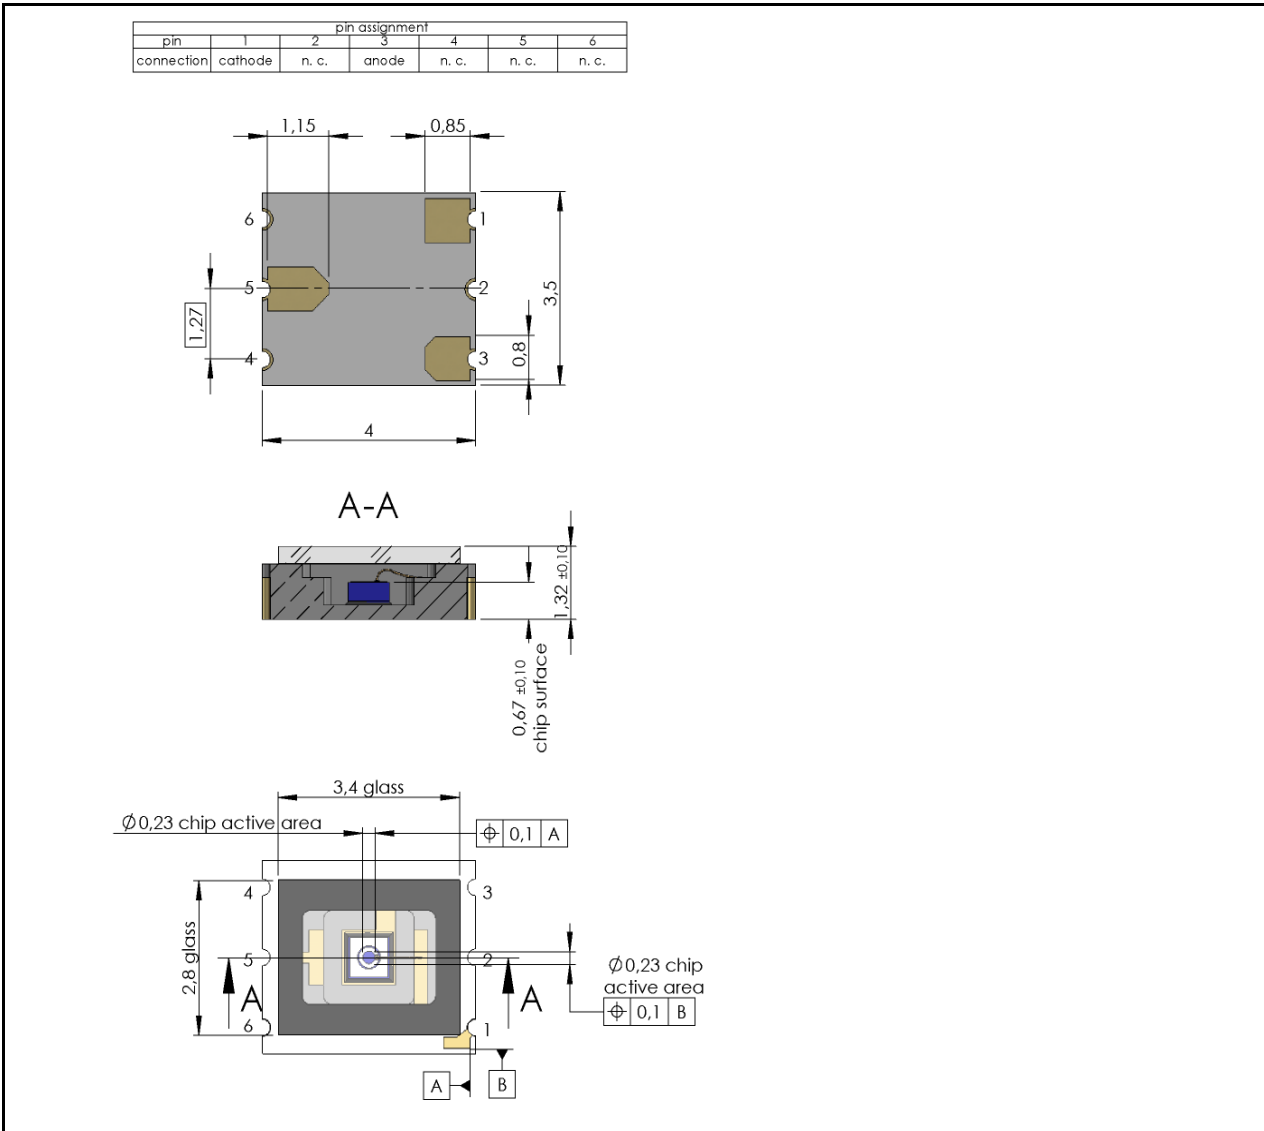 pin assignment
pin 1 2 3 4 5 6
connection cathode n. c. anode n. c. n. c. n. c.
1,15 0,85
6 1
5 2
1,27
3,5
4 3
0,8
4
A-A
1,32 ±0,10
0,67 ±0,10
chip surface
3,4 glass
Ø0,23 chip active area
⌖ 0,1 A
4 3
2,8 glass
5 2
A A
6 1
Ø0,23 chip
active area
⌖ 0,1 B
A B